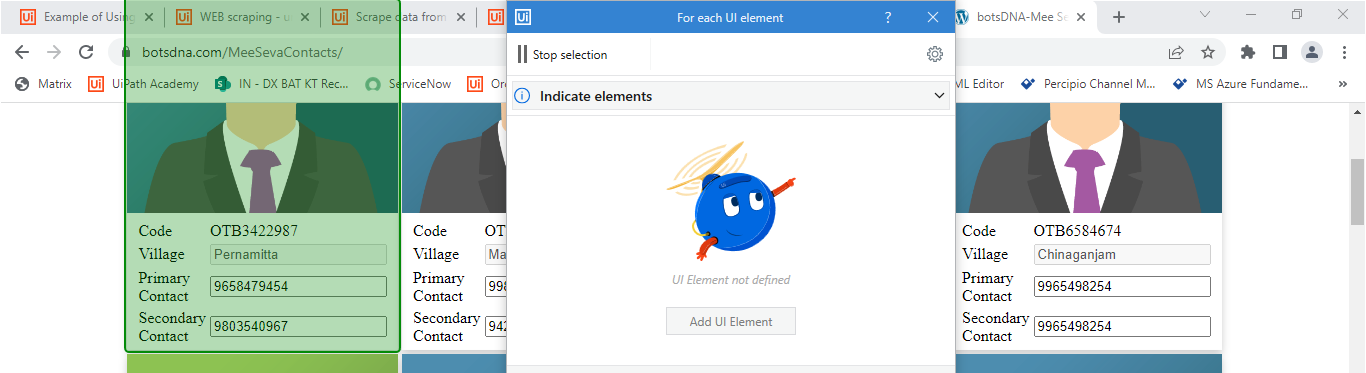 Example of Using
WEB scraping - u
Scrape data from
For each UI element
?
botsDNA-Mee Se
botsdna.com/MeeSevaContacts/
Stop selection
Matrix
UiPath Academy
IN - DX BAT KT Rec...
ServiceNow
Indicate elements
ML Editor
Percipio Channel M...
MS Azure Fundame...
»
Code OTB3422987
Village Pernamitta
Primary Contact 9658479454
Secondary Contact 9803540967
Code OTB
Village Ma
Primary Contact 998
Secondary Contact 942
UI Element not defined
Add UI Element
Code OTB6584674
Village Chinaganjam
Primary Contact 9965498254
Secondary Contact 9965498254